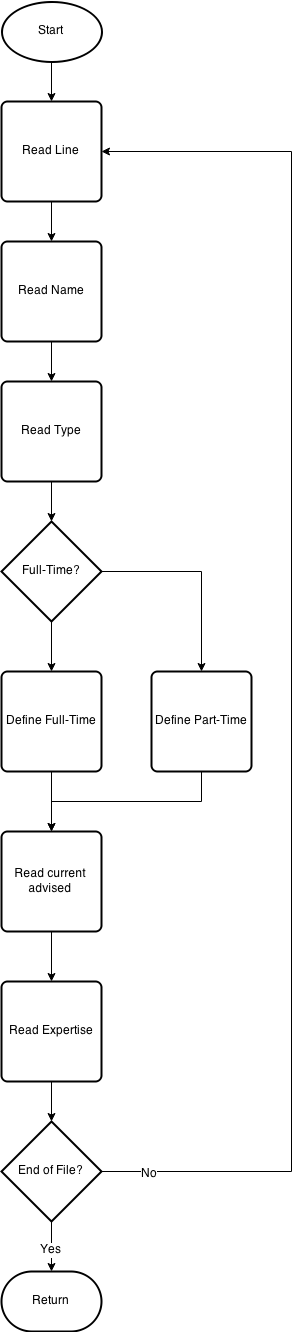 Start
Read Line
Read Name
Read Type
Full-Time?
Define Full-Time
Define Part-Time
Read current
advised
Read Expertise
End of File?
No
Yes
Return